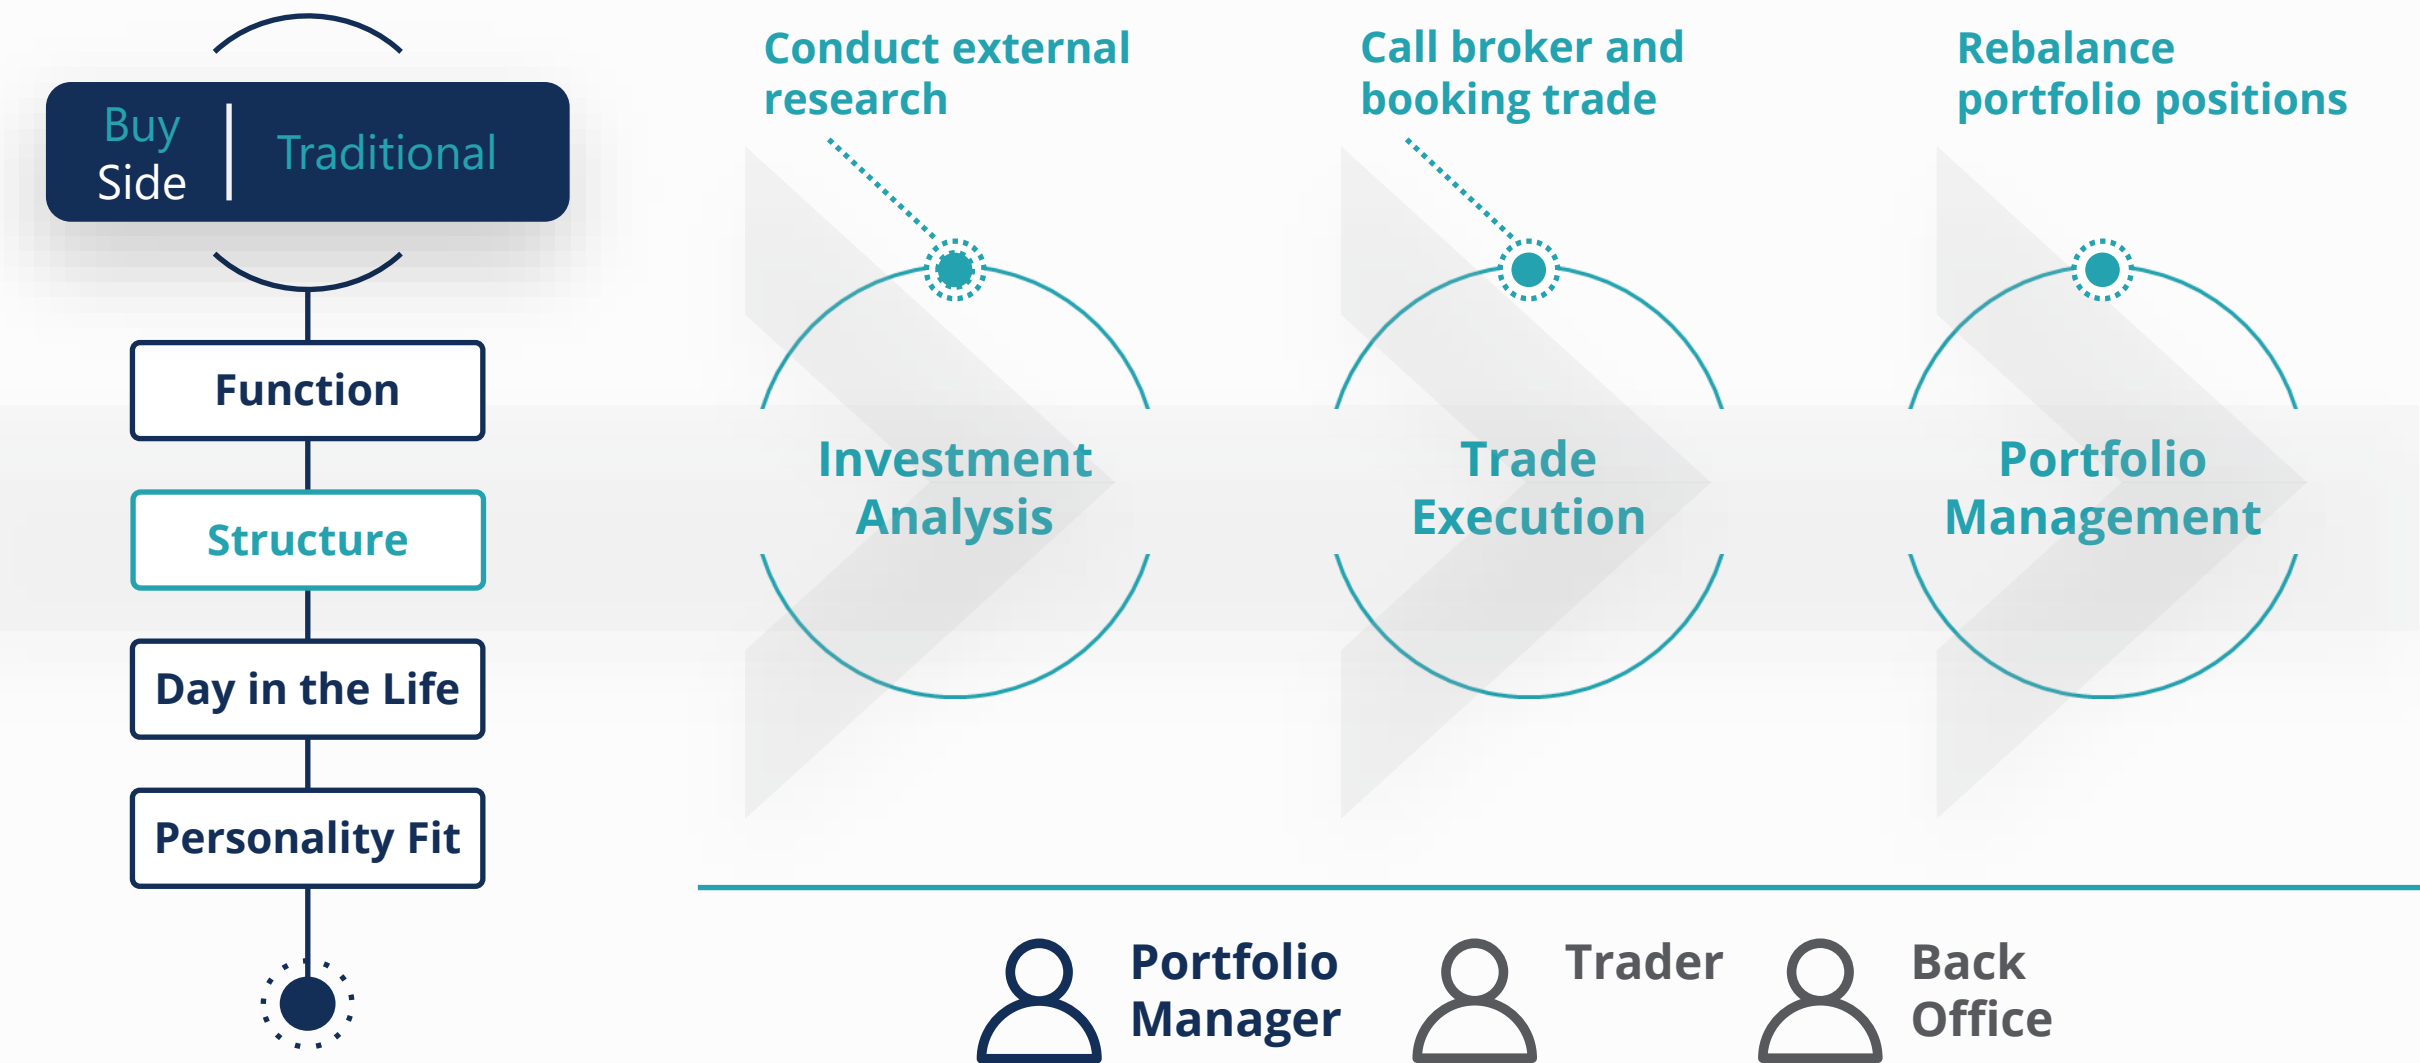 Buy
Side
Traditional
Function
Structure
Day in the Life
Personality Fit
Conduct external
research
Call broker and
booking trade
Rebalance
portfolio positions
Investment
Analysis
Trade
Execution
Portfolio
Management
Portfolio
Manager
Trader
Back
Office